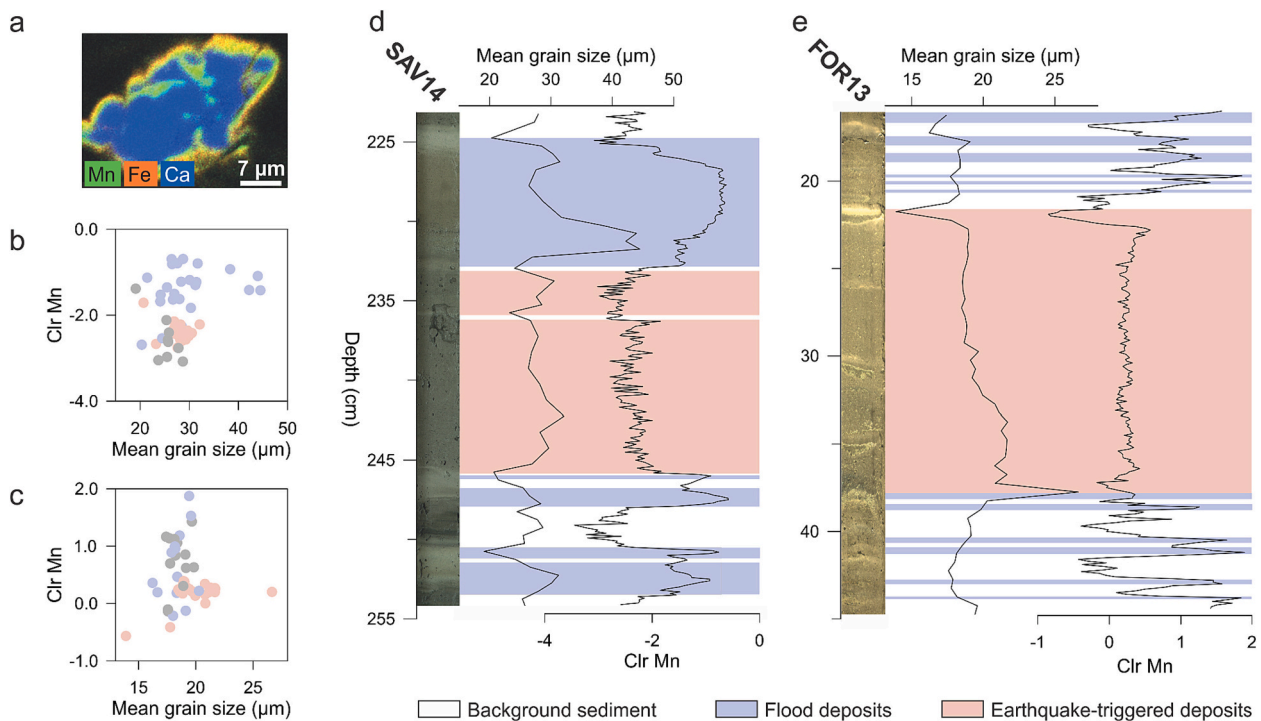 a
Mn Fe Ca 7 µm
b
0.0
-2.0
-4.0
Clr Mn
20 30 40 50
Mean grain size (µm)
c
2.0
1.0
0.0
-1.0
Clr Mn
15 20 25
Mean grain size (µm)
d
SAV14
Mean grain size (µm)
20 30 40 50
225
235
245
255
Depth (cm)
-4 -2 0
Clr Mn
e
FOR13
Mean grain size (µm)
15 20 25
20
30
40
-1 0 1 2
Clr Mn
Background sediment Flood deposits Earthquake-triggered deposits